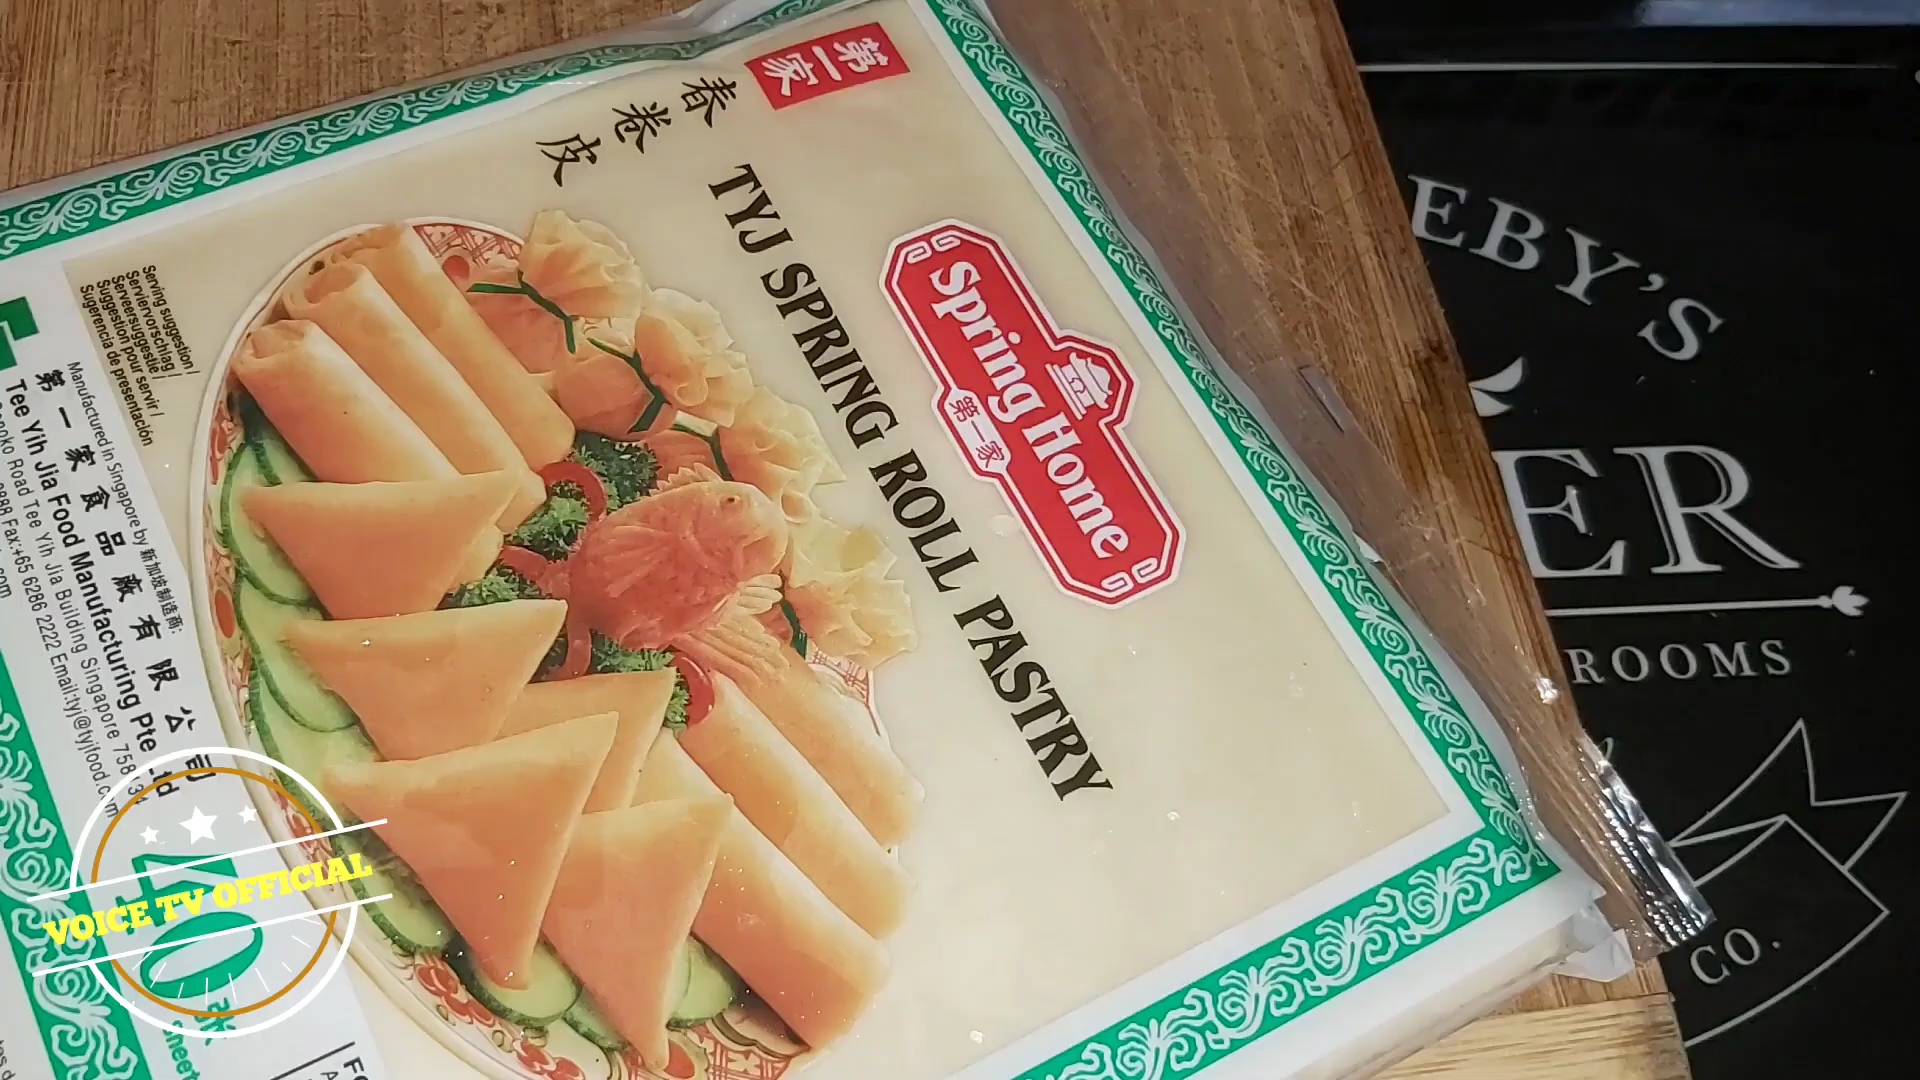 第一家
春卷皮
TYJ SPRING ROLL PASTRY
Spring Home
第一家
Serving suggestion /
Serviervorschlag /
Serveersuggestie /
Suggestion pour servir /
Sugerencia de presentación
Manufactured in Singapore by 新加坡制造商:
第一家食品厰有限公司
Tee Yih Jia Food Manufacturing Pte
Road Tee Yih Jia Building Singapore
Fax:+65 6286 2222 Email:tyj@tyjfood.com
40
VOICE TV OFFICIAL
EBY'S
ER
ROOMS
CO.